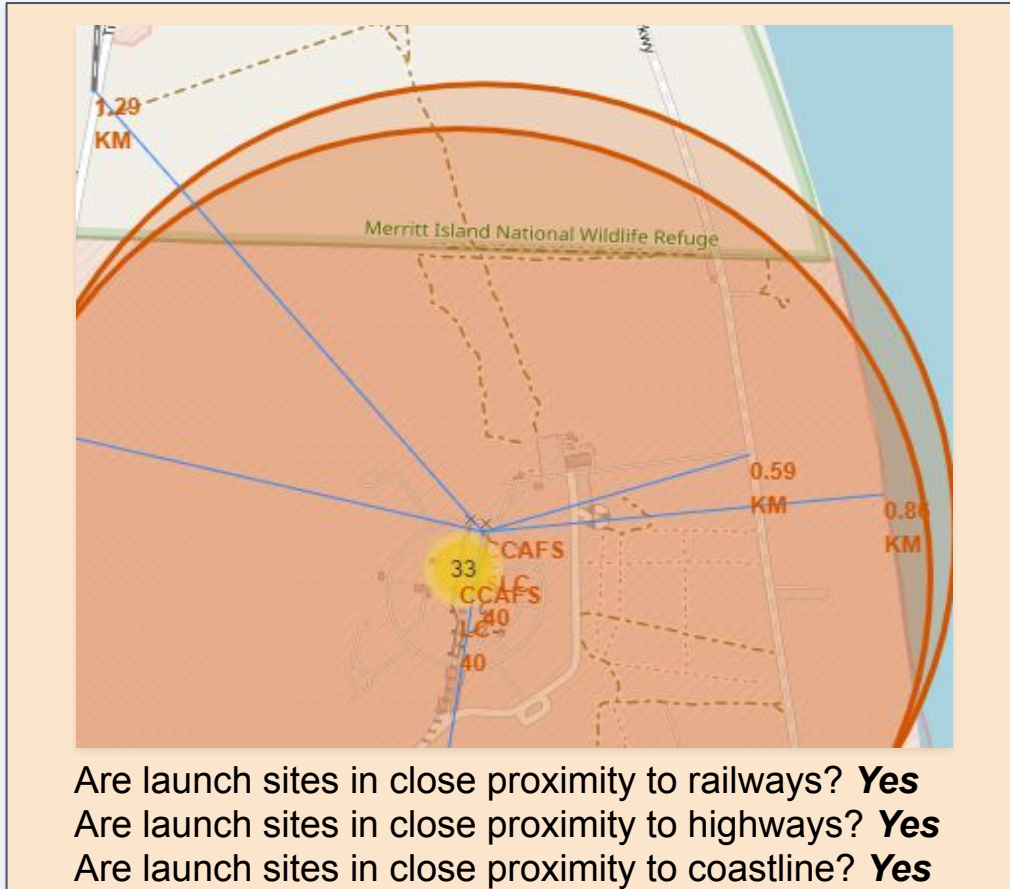 1.29
KM
Merritt Island National Wildlife Refuge
0.59
KM
KM
33
CCAFS
SLC
40
CCAFS
LC-
40
Are launch sites in close proximity to railways? Yes
Are launch sites in close proximity to highways? Yes
Are launch sites in close proximity to coastline? Yes